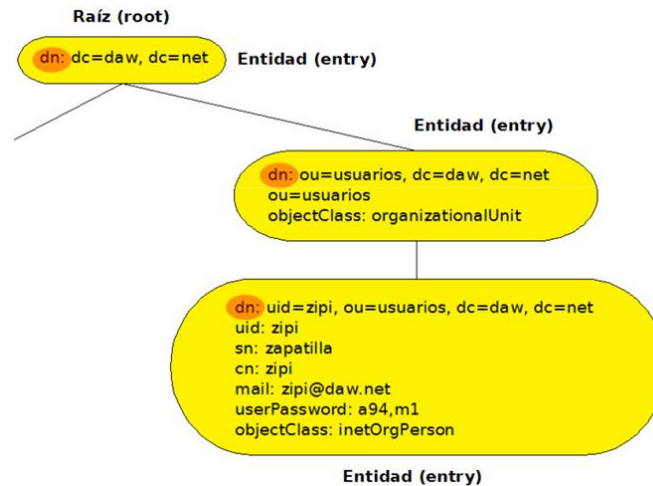 Raíz (root)
dn: dc=daw, dc=net
Entidad (entry)
Entidad (entry)
dn: ou=usuarios, dc=daw, dc=net
ou=usuarios
objectClass: organizationalUnit
dn: uid=zipi, ou=usuarios, dc=daw, dc=net
uid: zipi
sn: zapatilla
cn: zipi
mail: zipi@daw.net
userPassword: a94,m1
objectClass: inetOrgPerson
Entidad (entry)